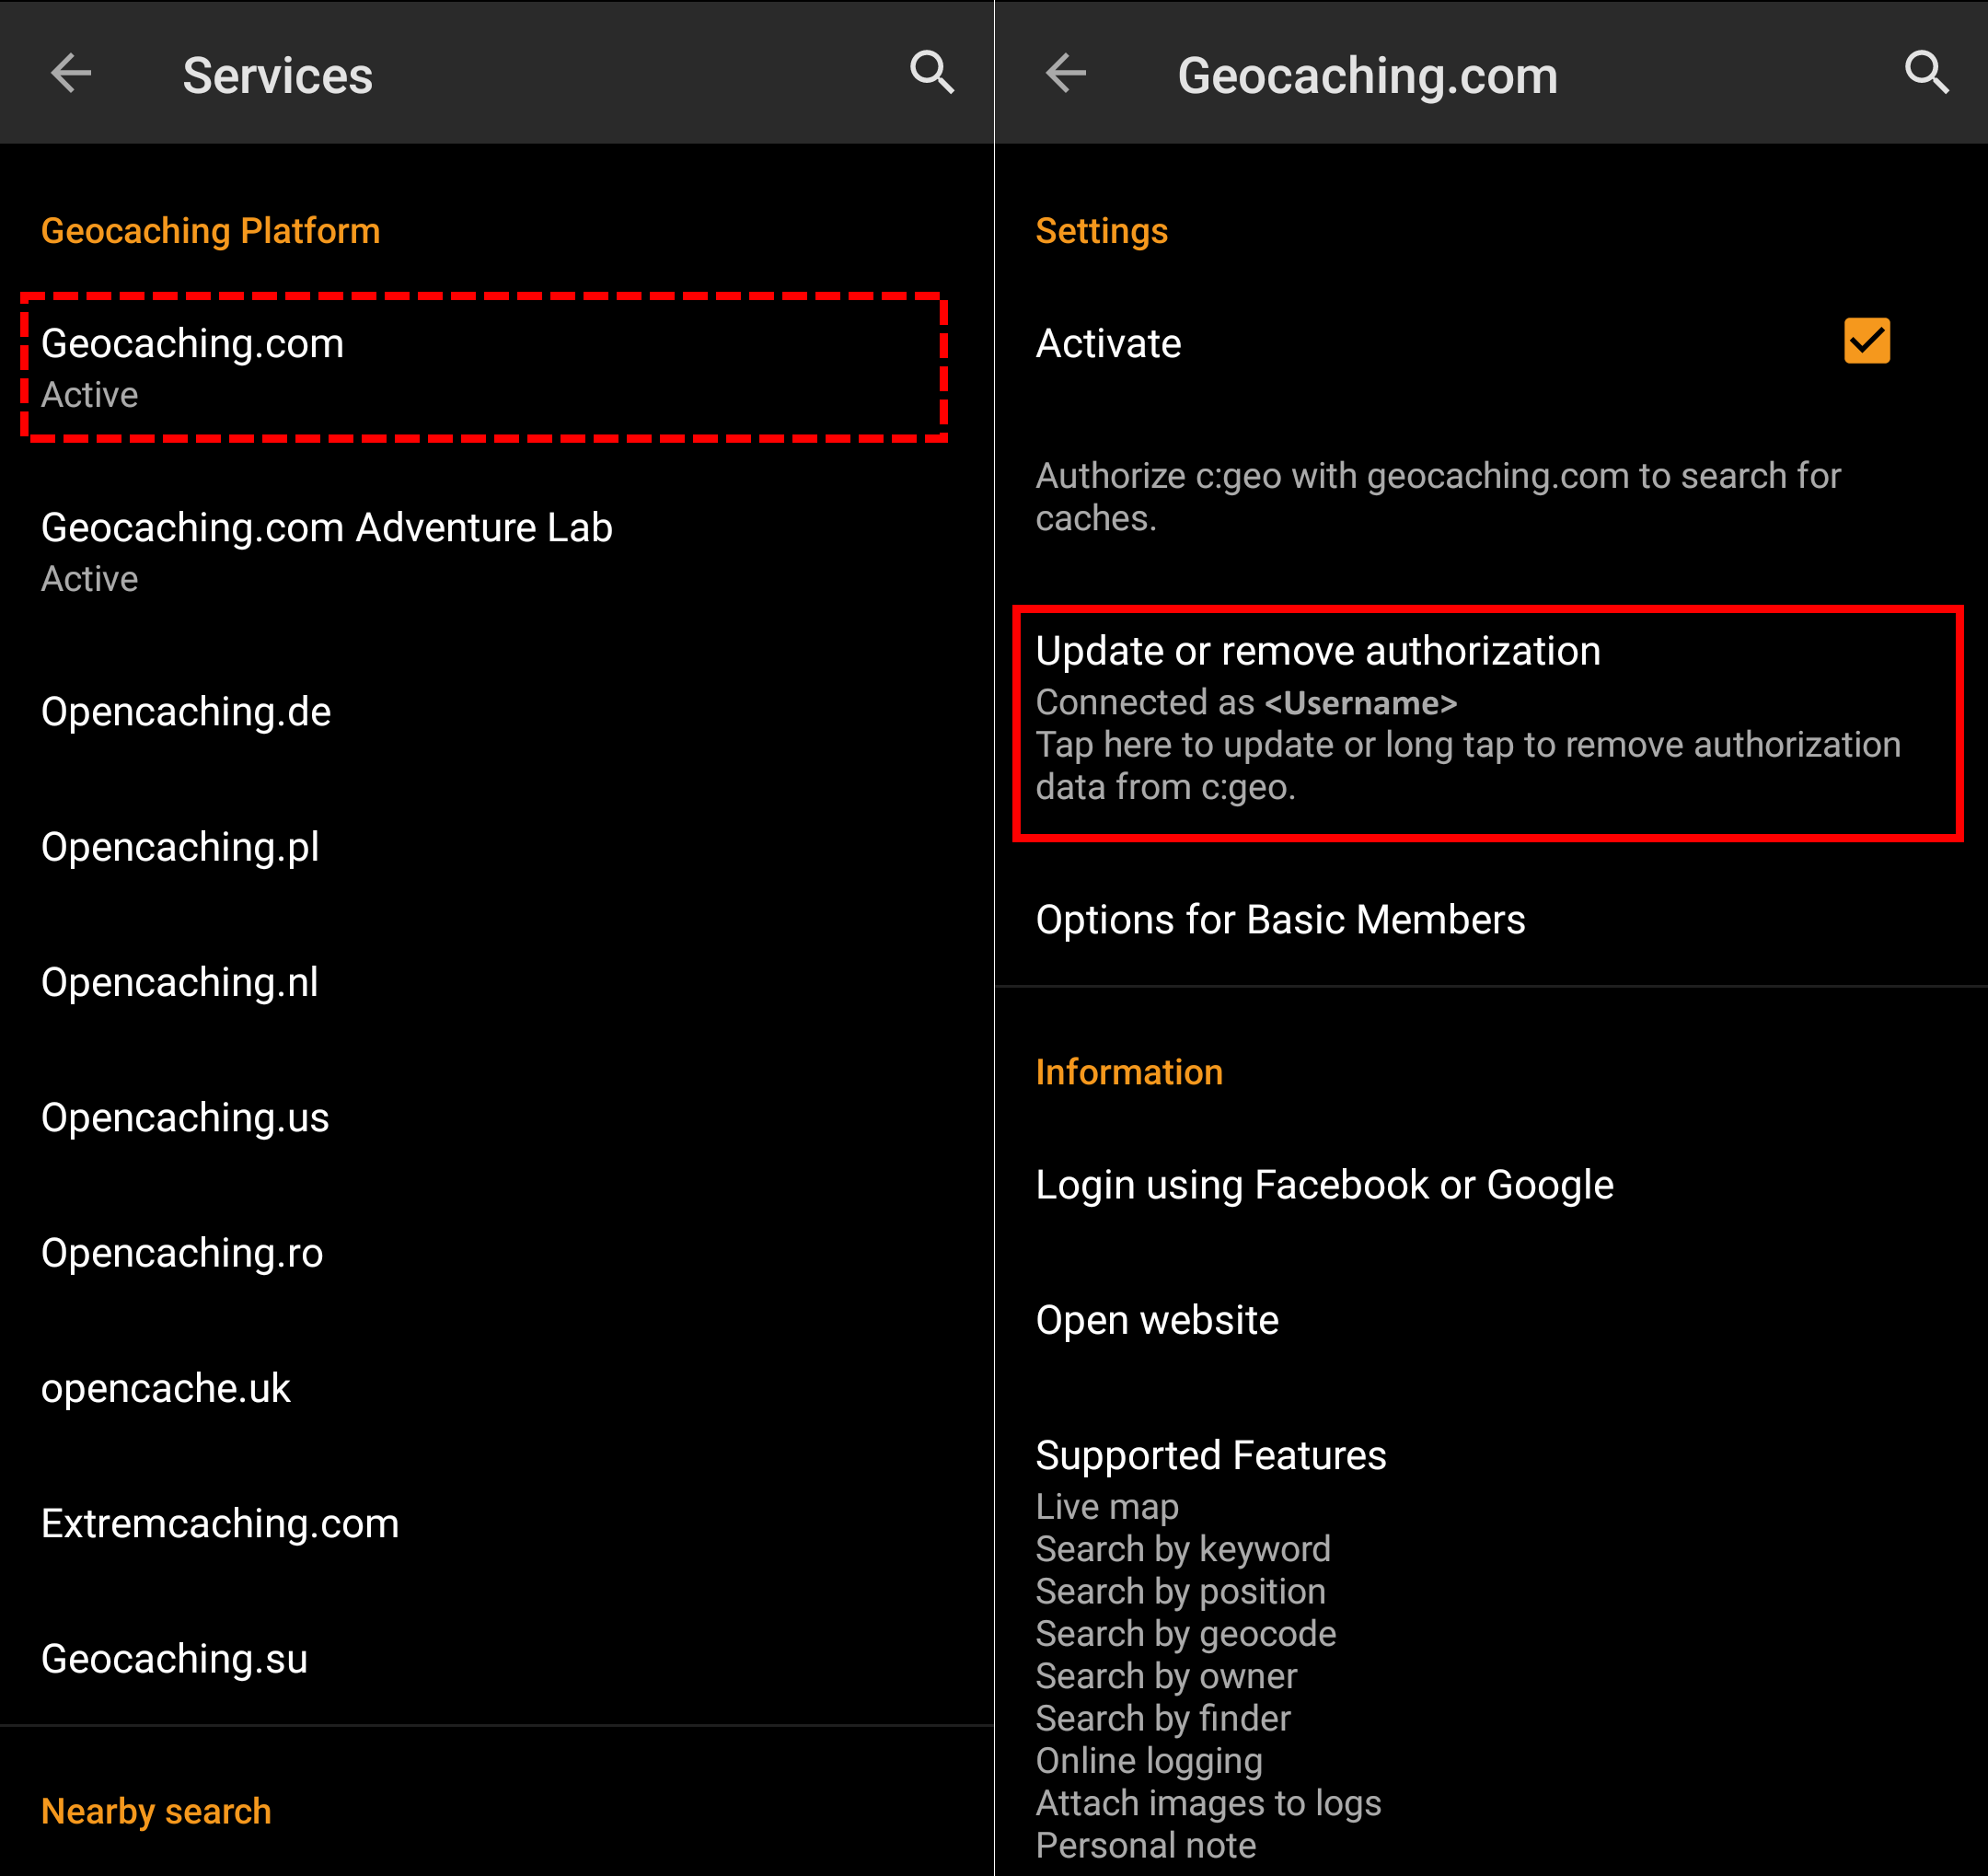 Services
Geocaching Platform
Geocaching.com
Active
Geocaching.com Adventure Lab
Active
Opencaching.de
Opencaching.pl
Opencaching.nl
Opencaching.us
Opencaching.ro
opencache.uk
Extremcaching.com
Geocaching.su
Nearby search
Geocaching.com
Settings
Activate
Authorize c:geo with geocaching.com to search for
caches.
Update or remove authorization
Connected as <Username>
Tap here to update or long tap to remove authorization
data from c:geo.
Options for Basic Members
Information
Login using Facebook or Google
Open website
Supported Features
Live map
Search by keyword
Search by position
Search by geocode
Search by owner
Search by finder
Online logging
Attach images to logs
Personal note